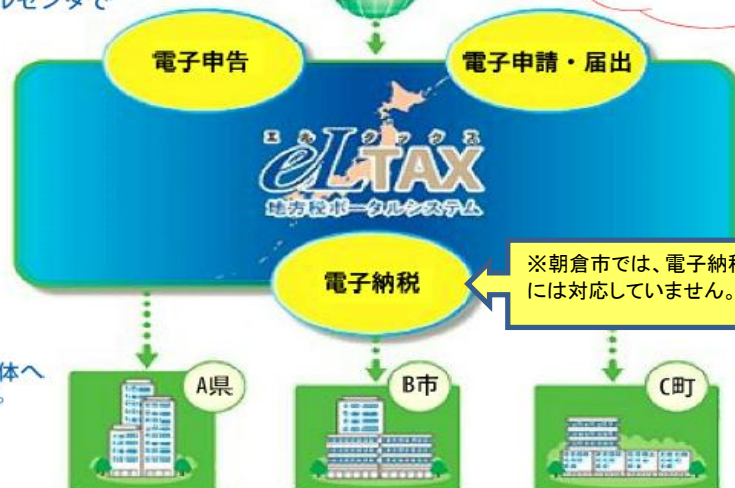 ルセンタで
電子申告
電子申請・届出
エルタックス
eLTAX
地方税ポータルシステム
電子納税
※朝倉市では、電子納税
には対応していません。
体へ
。
A県
B市
C町